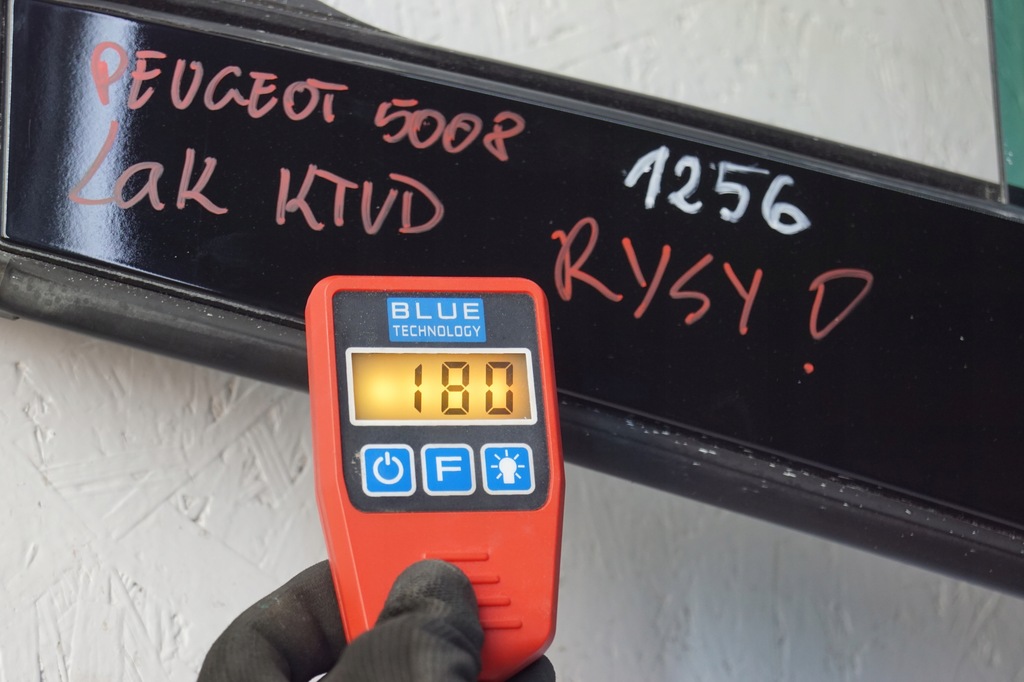 PEUGEOT 5008
Lak KTVD
1256
RYSY !
BLUE
TECHNOLOGY
180
F